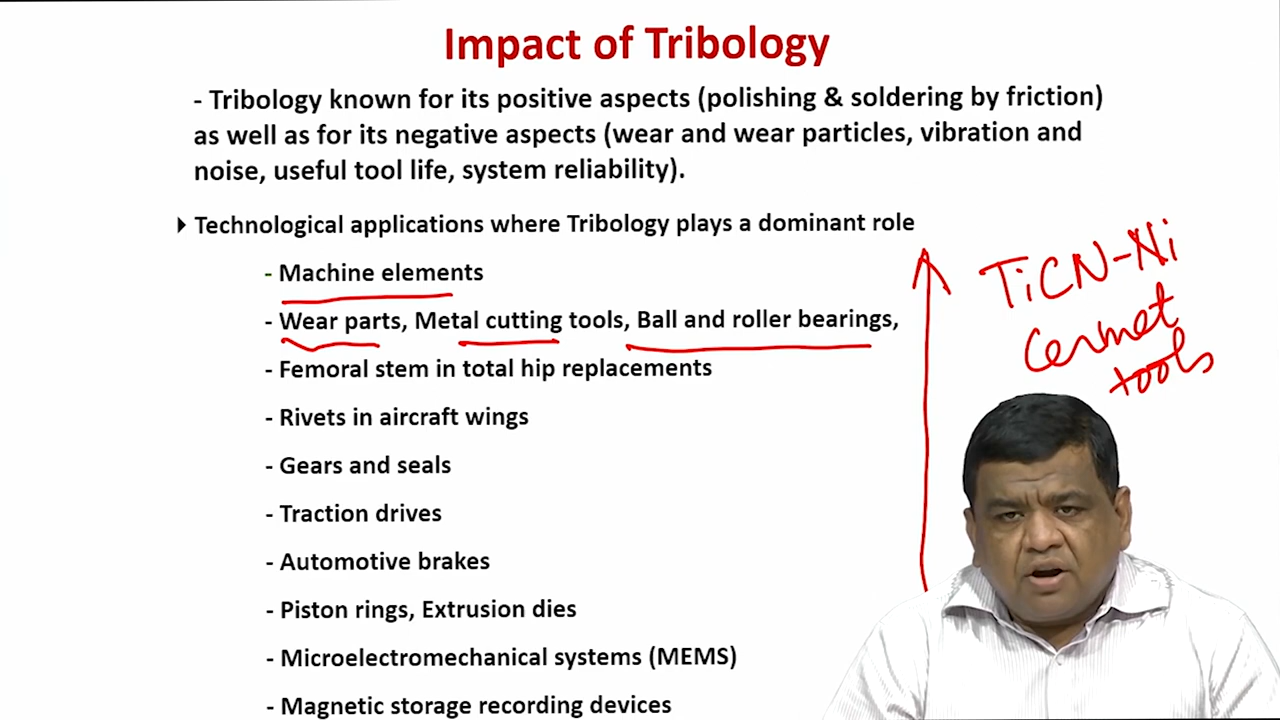 Impact of Tribology
- Tribology known for its positive aspects (polishing & soldering by friction)
as well as for its negative aspects (wear and wear particles, vibration and
noise, useful tool life, system reliability).
Technological applications where Tribology plays a dominant role
- Machine elements
- Wear parts, Metal cutting tools, Ball and roller bearings,
- Femoral stem in total hip replacements
- Rivets in aircraft wings
- Gears and seals
- Traction drives
- Automotive brakes
- Piston rings, Extrusion dies
- Microelectromechanical systems (MEMS)
- Magnetic storage recording devices
TiCN-Ni
Cermet
tools